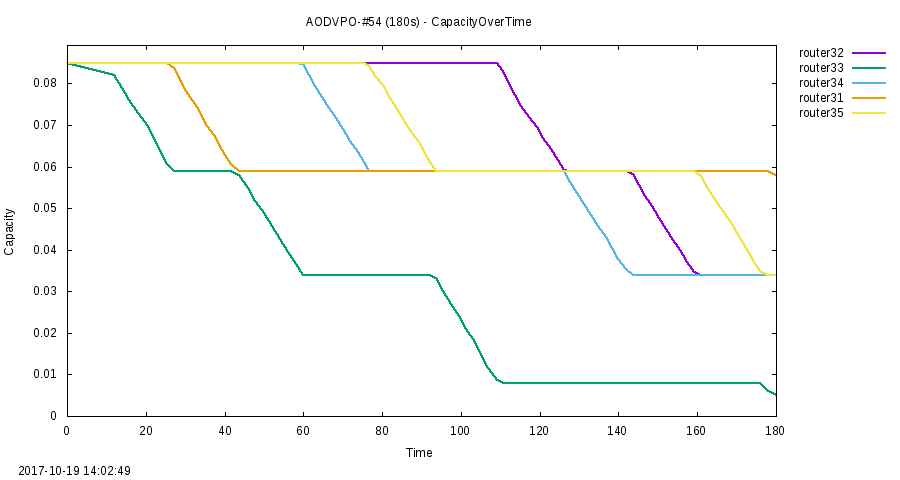 AODVPO-#54 (180s) - CapacityOverTime
router32
router33
router34
router31
router35
0.08
0.07
0.06
0.05
0.04
0.03
0.02
0.01
0
Capacity
0 20 40 60 80 100 120 140 160 180
Time
2017-10-19 14:02:49